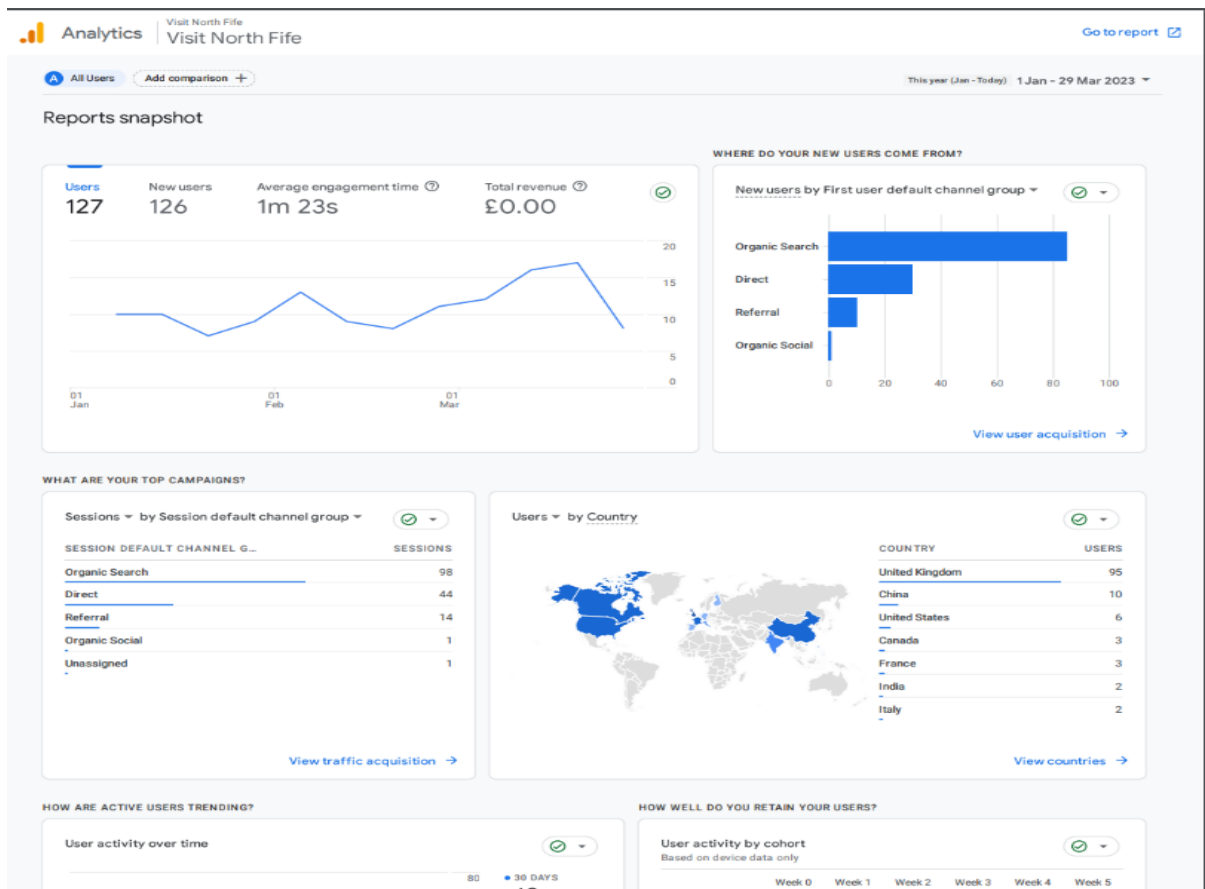 Analytics
Visit North Fife
Visit North Fife
Go to report
A All Users
Add comparison +
This year (Jan - Today) 1 Jan - 29 Mar 2023
Reports snapshot
Users
127
New users
126
Average engagement time
1m 23s
Total revenue
£0.00
20
15
10
5
0
01
Jan
01
Feb
01
Mar
WHERE DO YOUR NEW USERS COME FROM?
New users by First user default channel group
Organic Search
Direct
Referral
Organic Social
0 20 40 60 80 100
View user acquisition
WHAT ARE YOUR TOP CAMPAIGNS?
Sessions by Session default channel group
SESSION DEFAULT CHANNEL G... SESSIONS
Organic Search 98
Direct 44
Referral 14
Organic Social 1
Unassigned 1
View traffic acquisition
Users by Country
COUNTRY USERS
United Kingdom 95
China 10
United States 6
Canada 3
France 3
India 2
Italy 2
View countries
HOW ARE ACTIVE USERS TRENDING?
User activity over time
80
30 DAYS
HOW WELL DO YOU RETAIN YOUR USERS?
User activity by cohort
Based on device data only
Week 0 Week 1 Week 2 Week 3 Week 4 Week 5